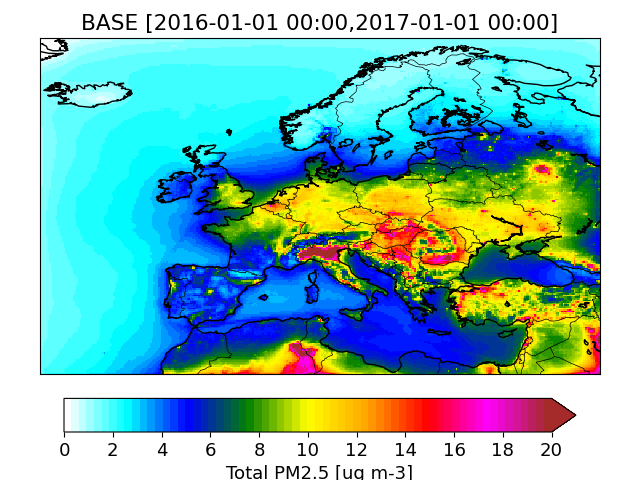 BASE [2016-01-01 00:00,2017-01-01 00:00]
0 2 4 6 8 10 12 14 16 18 20
Total PM2.5 [ug m-3]